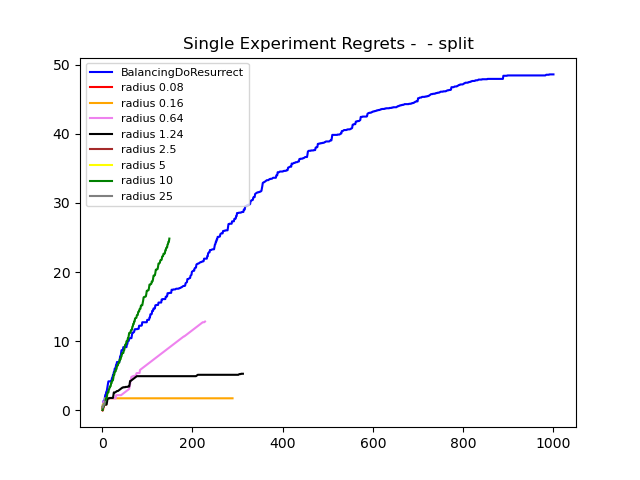 Single Experiment Regrets -  - split
50
40
30
20
10
0
BalancingDoResurrect
radius 0.08
radius 0.16
radius 0.64
radius 1.24
radius 2.5
radius 5
radius 10
radius 25
0 200 400 600 800 1000